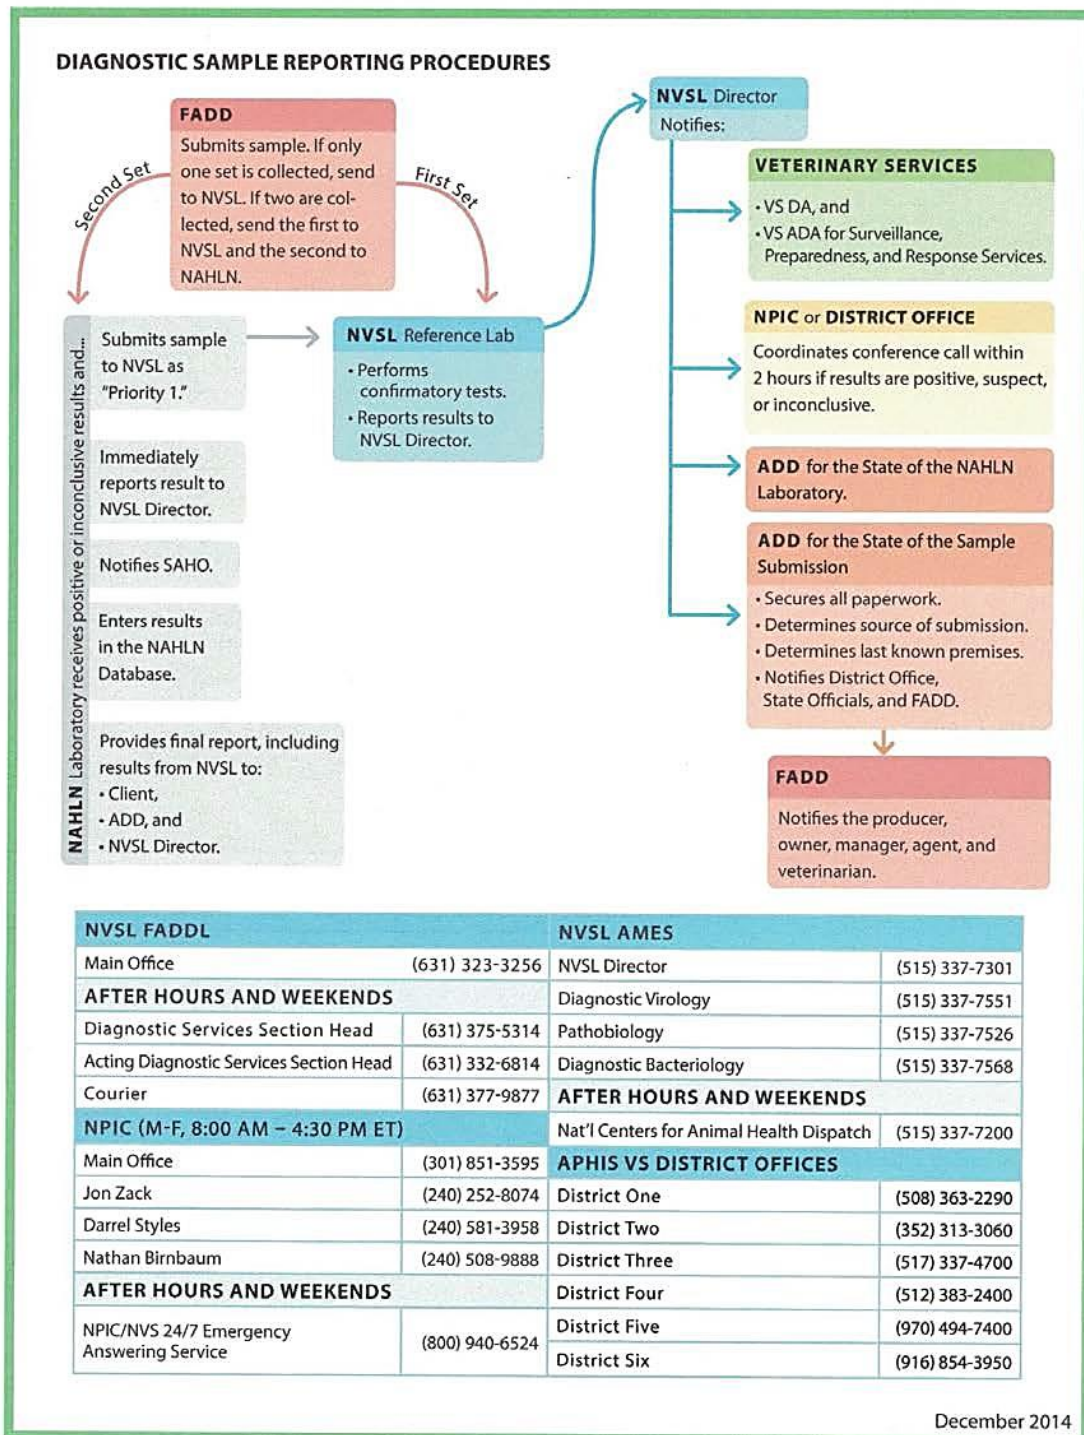 DIAGNOSTIC SAMPLE REPORTING PROCEDURES
FADD
Submits sample. If only
one set is collected, send
to NVSL. If two are col-
lected, send the first to
NVSL and the second to
NAHLN.
Second Set
First Set
NAHLN Laboratory receives positive or inconclusive results and...
Submits sample
to NVSL as
"Priority 1."
Immediately
reports result to
NVSL Director.
Notifies SAHO.
Enters results
in the NAHLN
Database.
Provides final report, including
results from NVSL to:
• Client,
• ADD, and
• NVSL Director.
NVSL Reference Lab
• Performs
confirmatory tests.
• Reports results to
NVSL Director.
NVSL Director
Notifies:
VETERINARY SERVICES
• VS DA, and
• VS ADA for Surveillance,
Preparedness, and Response Services.
NPIC or DISTRICT OFFICE
Coordinates conference call within
2 hours if results are positive, suspect,
or inconclusive.
ADD for the State of the NAHLN
Laboratory.
ADD for the State of the Sample
Submission
• Secures all paperwork.
• Determines source of submission.
• Determines last known premises.
• Notifies District Office,
State Officials, and FADD.
FADD
Notifies the producer,
owner, manager, agent, and
veterinarian.
NVSL FADDL
Main Office (631) 323-3256
AFTER HOURS AND WEEKENDS
Diagnostic Services Section Head (631) 375-5314
Acting Diagnostic Services Section Head (631) 332-6814
Courier (631) 377-9877
NPIC (M-F, 8:00 AM – 4:30 PM ET)
Main Office (301) 851-3595
Jon Zack (240) 252-8074
Darrel Styles (240) 581-3958
Nathan Birnbaum (240) 508-9888
AFTER HOURS AND WEEKENDS
NPIC/NVS 24/7 Emergency
Answering Service (800) 940-6524
NVSL AMES
NVSL Director (515) 337-7301
Diagnostic Virology (515) 337-7551
Pathobiology (515) 337-7526
Diagnostic Bacteriology (515) 337-7568
AFTER HOURS AND WEEKENDS
Nat'l Centers for Animal Health Dispatch (515) 337-7200
APHIS VS DISTRICT OFFICES
District One (508) 363-2290
District Two (352) 313-3060
District Three (517) 337-4700
District Four (512) 383-2400
District Five (970) 494-7400
District Six (916) 854-3950
December 2014